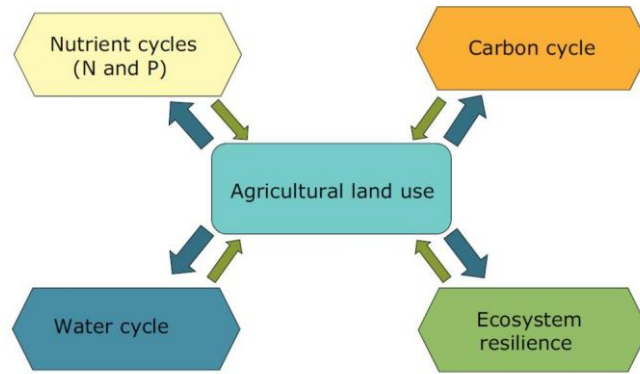 Nutrient cycles
(N and P)
Carbon cycle
Agricultural land use
Water cycle
Ecosystem
resilience